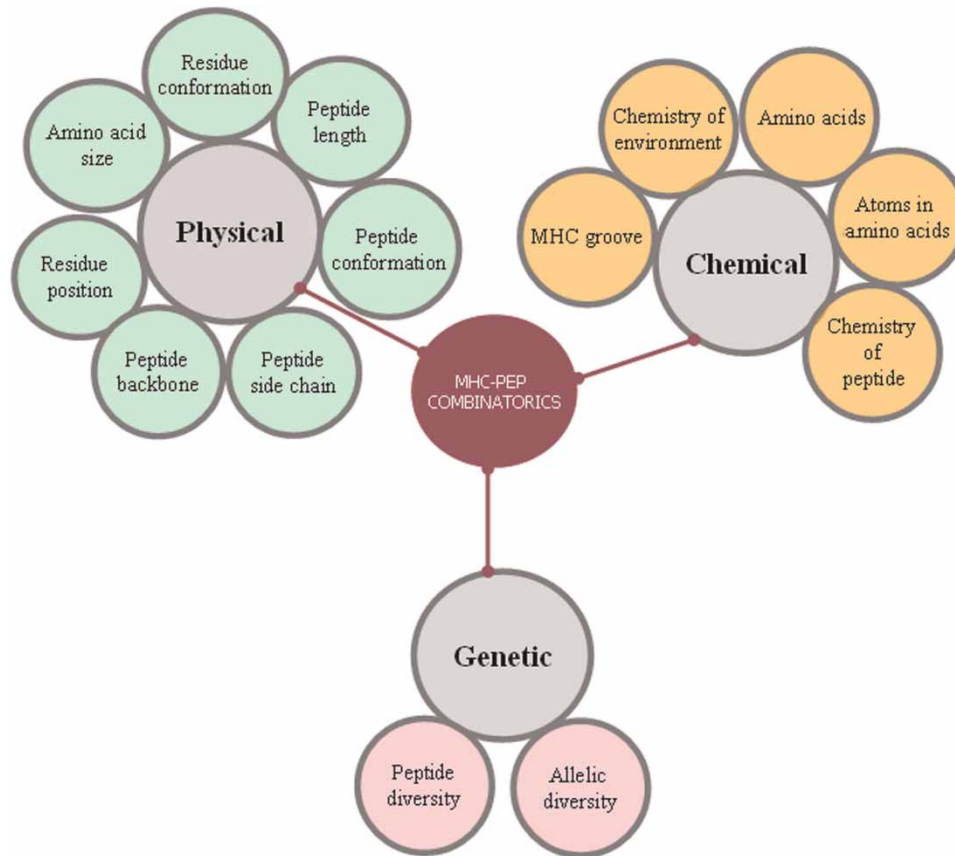 Residue
conformation
Peptide
length
Amino acid
size
Physical
Peptide
conformation
Residue
position
Peptide
backbone
Peptide
side chain
Chemistry of
environment
Amino acids
MHC groove
Atoms in
amino acids
Chemical
Chemistry
of
peptide
MHC-PEP
COMBINATORICS
Genetic
Peptide
diversity
Allelic
diversity